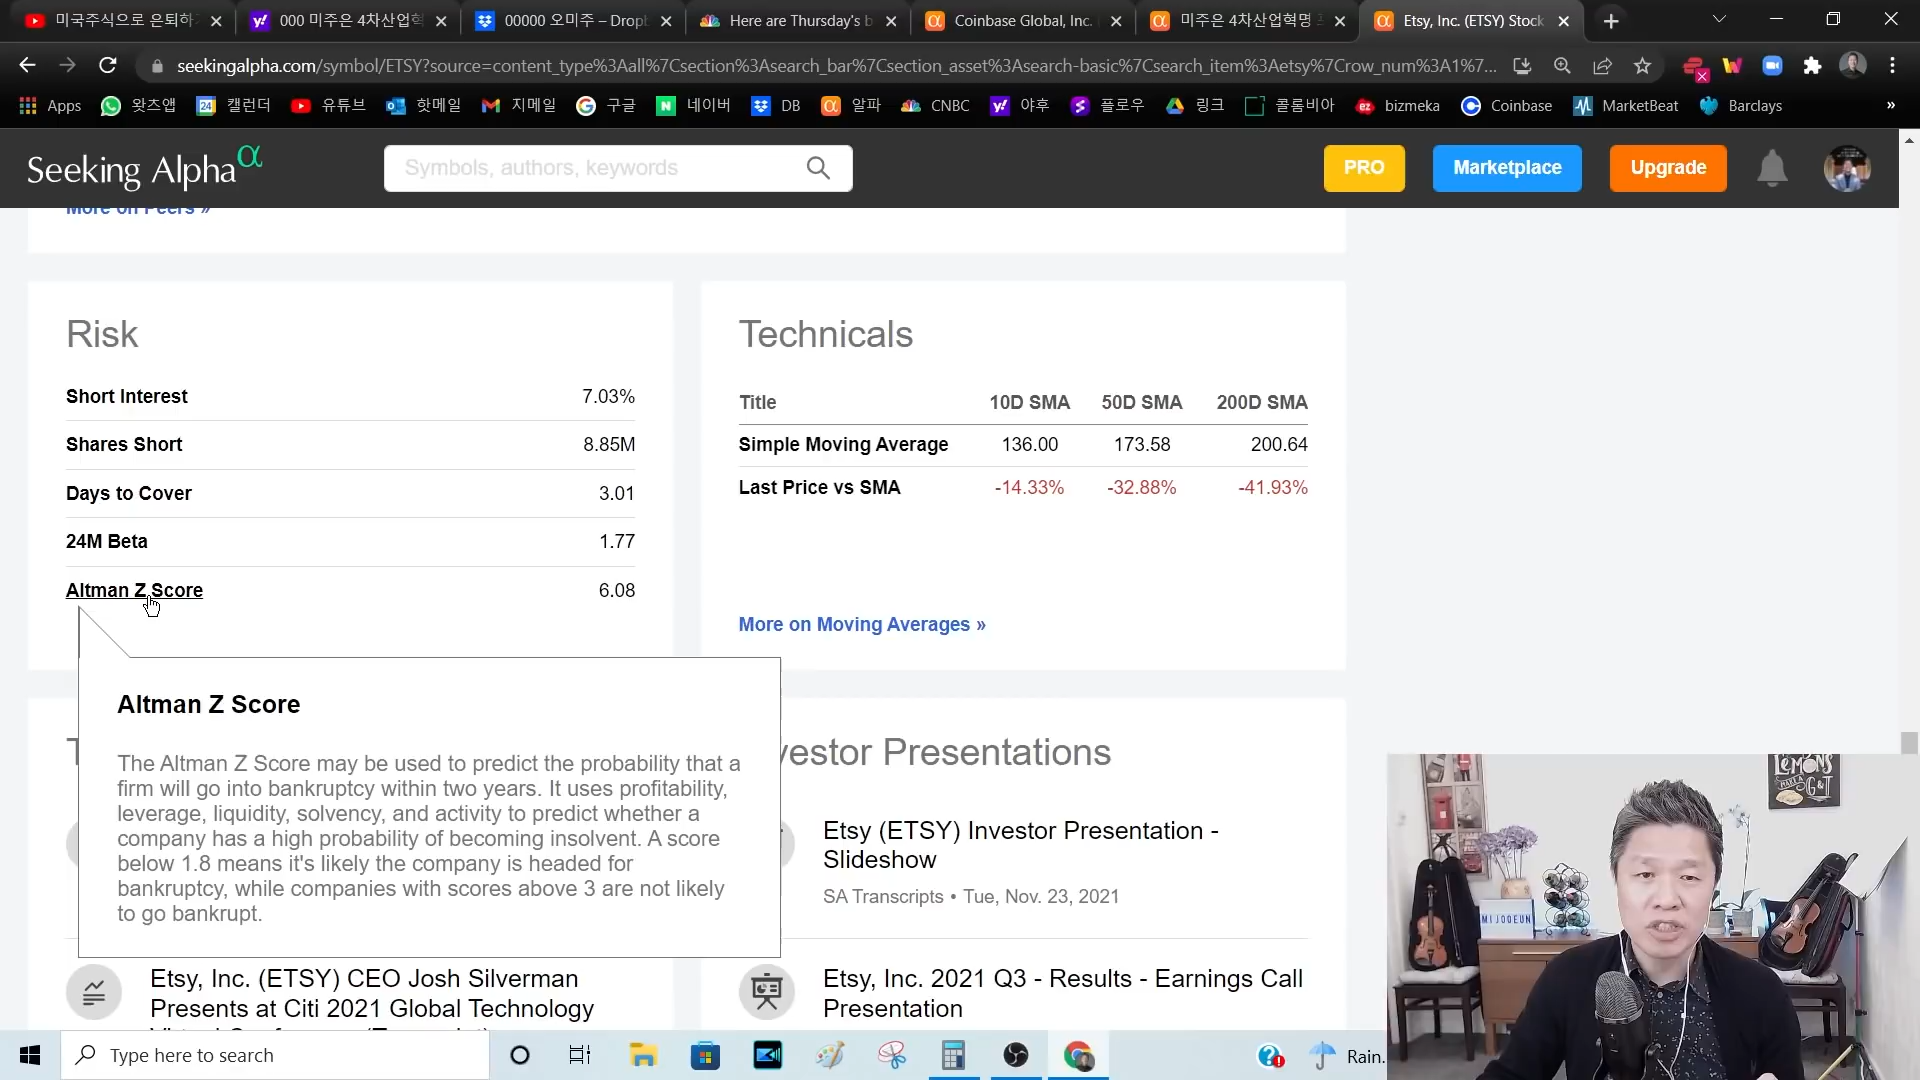 미국주식으로 은퇴하
000 미주은 4차산업혁
00000 오미주 – Dropb
Here are Thursday's b
Coinbase Global, Inc. (
미주은 4차산업혁명 포
Etsy, Inc. (ETSY) Stock
seekingalpha.com/symbol/ETSY?source=content_type%3Aall%7Csection%3Asearch_bar%7Csection_asset%3Asearch-basic%7Csearch_item%3Aetsy%7Crow_num%3A1%7...
Apps 왓츠앱 캘린더 유튜브 핫메일 지메일 구글 네이버 DB 알파 CNBC 야후 플로우 링크 콜롬비아 bizmeka Coinbase MarketBeat Barclays »
Seeking Alpha α
Symbols, authors, keywords
PRO
Marketplace
Upgrade
More on Peers »
Risk
Short Interest 7.03%
Shares Short 8.85M
Days to Cover 3.01
24M Beta 1.77
Altman Z Score 6.08
Technicals
Title 10D SMA 50D SMA 200D SMA
Simple Moving Average 136.00 173.58 200.64
Last Price vs SMA -14.33% -32.88% -41.93%
More on Moving Averages »
Altman Z Score
The Altman Z Score may be used to predict the probability that a
firm will go into bankruptcy within two years. It uses profitability,
leverage, liquidity, solvency, and activity to predict whether a
company has a high probability of becoming insolvent. A score
below 1.8 means it's likely the company is headed for
bankruptcy, while companies with scores above 3 are not likely
to go bankrupt.
vestor Presentations
Etsy (ETSY) Investor Presentation -
Slideshow
SA Transcripts • Tue, Nov. 23, 2021
Etsy, Inc. (ETSY) CEO Josh Silverman
Presents at Citi 2021 Global Technology
Etsy, Inc. 2021 Q3 - Results - Earnings Call
Presentation
LEMONS
MAKE A
G&T
MIJOOEUN
Type here to search
Rain.